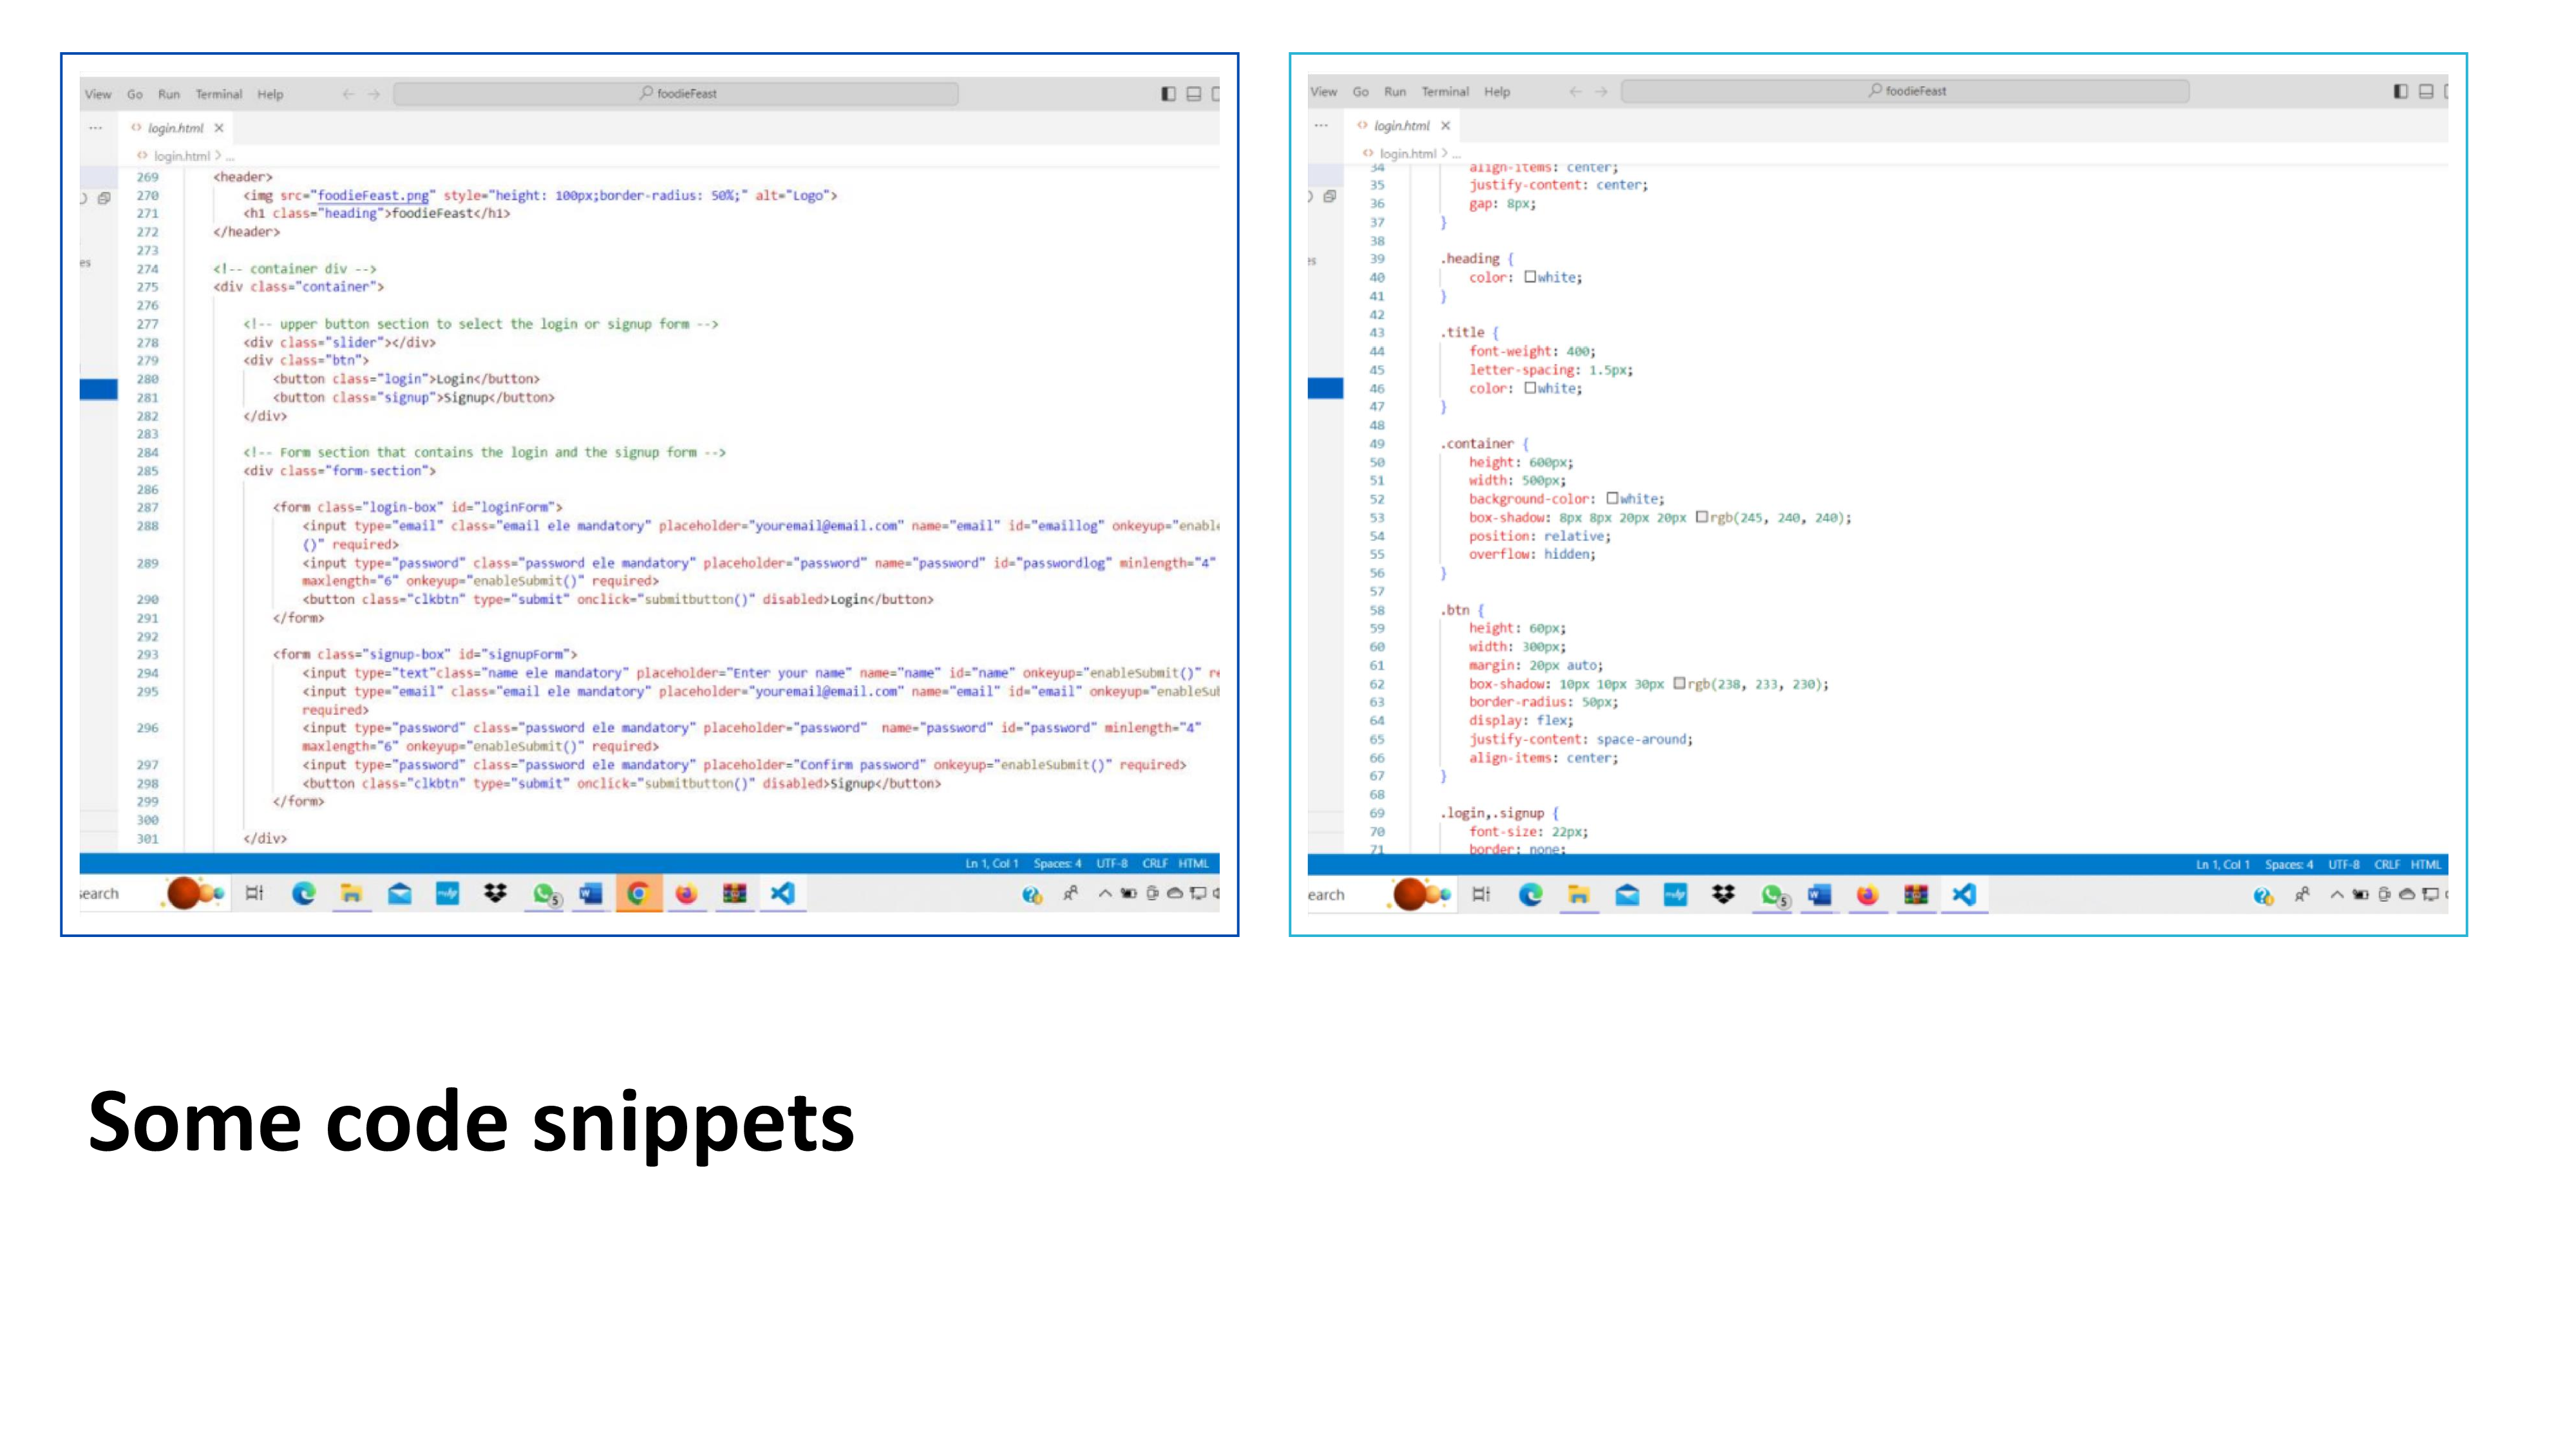 View Go Run Terminal Help foodieFeast
login.html
login.html > ...
269 <header>
270 <img src="foodieFeast.png" style="height: 100px;border-radius: 50%;" alt="Logo">
271 <h1 class="heading">foodieFeast</h1>
272 </header>
273
274 <!-- container div -->
275 <div class="container">
276
277 <!-- upper button section to select the login or signup form -->
278 <div class="slider"></div>
279 <div class="btn">
280 <button class="login">Login</button>
281 <button class="signup">Signup</button>
282 </div>
283
284 <!-- Form section that contains the login and the signup form -->
285 <div class="form-section">
286
287 <form class="login-box" id="loginForm">
288 <input type="email" class="email ele mandatory" placeholder="youremail@email.com" name="email" id="emaillog" onkeyup="enable
()" required>
289 <input type="password" class="password ele mandatory" placeholder="password" name="password" id="passwordlog" minlength="4"
maxlength="6" onkeyup="enableSubmit()" required>
290 <button class="clkbtn" type="submit" onclick="submitbutton()" disabled>Login</button>
291 </form>
292
293 <form class="signup-box" id="signupForm">
294 <input type="text"class="name ele mandatory" placeholder="Enter your name" name="name" id="name" onkeyup="enableSubmit()" re
295 <input type="email" class="email ele mandatory" placeholder="youremail@email.com" name="email" id="email" onkeyup="enableSub
required>
296 <input type="password" class="password ele mandatory" placeholder="password"  name="password" id="password" minlength="4"
maxlength="6" onkeyup="enableSubmit()" required>
297 <input type="password" class="password ele mandatory" placeholder="Confirm password" onkeyup="enableSubmit()" required>
298 <button class="clkbtn" type="submit" onclick="submitbutton()" disabled>Signup</button>
299 </form>
300
301 </div>
es
Ln 1, Col 1 Spaces: 4 UTF-8 CRLF HTML
search 5
View Go Run Terminal Help foodieFeast
login.html
login.html > ...
34 align-items: center;
35 justify-content: center;
36 gap: 8px;
37 }
38
39 .heading {
40 color: white;
41 }
42
43 .title {
44 font-weight: 400;
45 letter-spacing: 1.5px;
46 color: white;
47 }
48
49 .container {
50 height: 600px;
51 width: 500px;
52 background-color: white;
53 box-shadow: 8px 8px 20px 20px rgb(245, 240, 240);
54 position: relative;
55 overflow: hidden;
56 }
57
58 .btn {
59 height: 60px;
60 width: 300px;
61 margin: 20px auto;
62 box-shadow: 10px 10px 30px rgb(238, 233, 230);
63 border-radius: 50px;
64 display: flex;
65 justify-content: space-around;
66 align-items: center;
67 }
68
69 .login,.signup {
70 font-size: 22px;
71 border: none;
es
Ln 1, Col 1 Spaces: 4 UTF-8 CRLF HTML
earch 5
Some code snippets